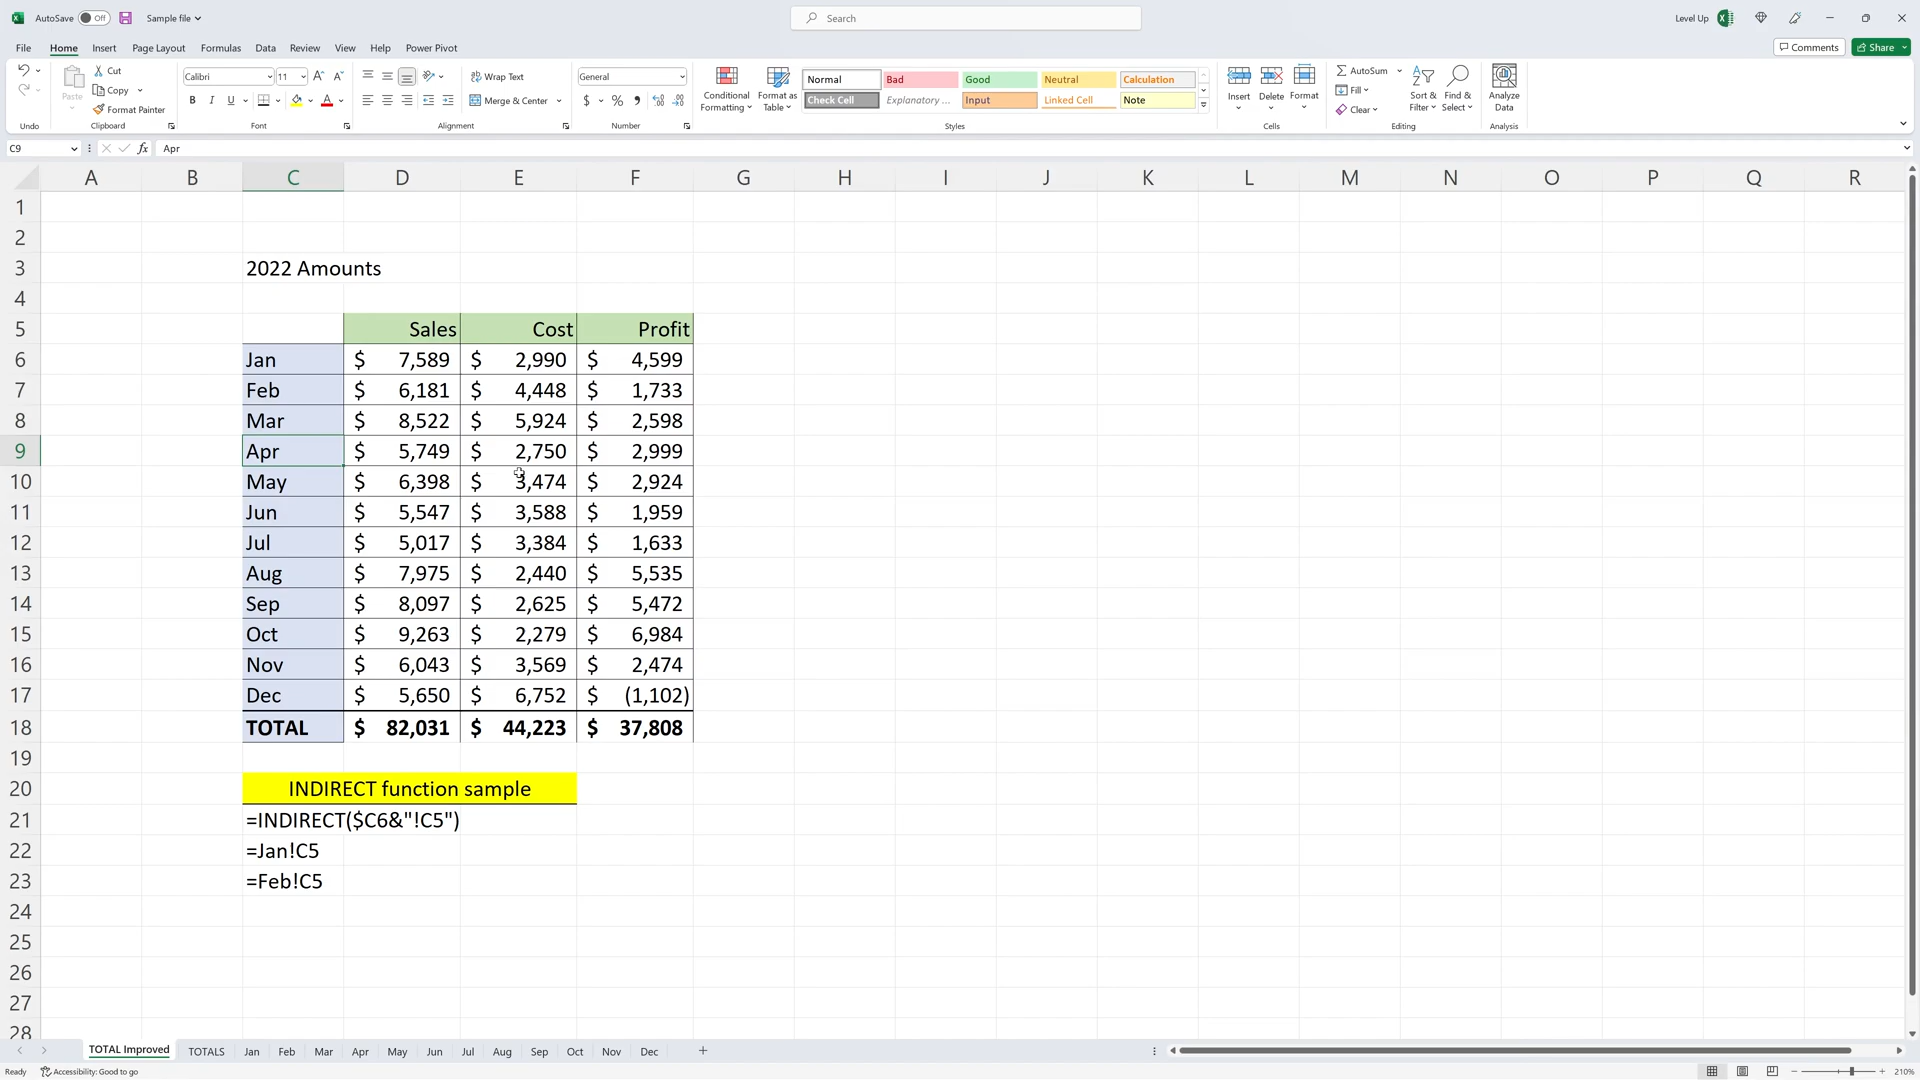 AutoSave Off Sample file Search Level Up
File Home Insert Page Layout Formulas Data Review View Help Power Pivot Comments Share
Cut Calibri 11 Wrap Text General Normal Bad Good Neutral Calculation AutoSum
Paste Copy Conditional Formatting Format as Table Insert Delete Format Fill Sort & Filter Find & Select Analyze Data
Format Painter B I U Merge & Center $ % Check Cell Explanatory ... Input Linked Cell Note Clear
Undo Clipboard Font Alignment Number Styles Cells Editing Analysis
C9 fx Apr
A B C D E F G H I J K L M N O P Q R
1
2
3 2022 Amounts
4
5 Sales Cost Profit
6 Jan $ 7,589 $ 2,990 $ 4,599
7 Feb $ 6,181 $ 4,448 $ 1,733
8 Mar $ 8,522 $ 5,924 $ 2,598
9 Apr $ 5,749 $ 2,750 $ 2,999
10 May $ 6,398 $ 3,474 $ 2,924
11 Jun $ 5,547 $ 3,588 $ 1,959
12 Jul $ 5,017 $ 3,384 $ 1,633
13 Aug $ 7,975 $ 2,440 $ 5,535
14 Sep $ 8,097 $ 2,625 $ 5,472
15 Oct $ 9,263 $ 2,279 $ 6,984
16 Nov $ 6,043 $ 3,569 $ 2,474
17 Dec $ 5,650 $ 6,752 $ (1,102)
18 TOTAL $ 82,031 $ 44,223 $ 37,808
19
20 INDIRECT function sample
21 =INDIRECT($C6&"!C5")
22 =Jan!C5
23 =Feb!C5
24
25
26
27
28
TOTAL Improved TOTALS Jan Feb Mar Apr May Jun Jul Aug Sep Oct Nov Dec
Ready Accessibility: Good to go 210%